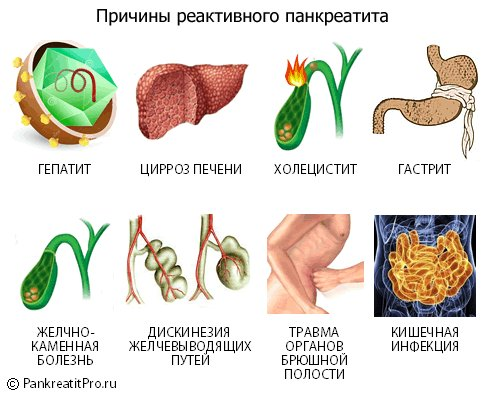 Причины реактивного панкреатита
ГЕПАТИТ
ЦИРРОЗ ПЕЧЕНИ
ХОЛЕЦИСТИТ
ГАСТРИТ
ЖЕЛЧНО-
КАМЕННАЯ
БОЛЕЗНЬ
ДИСКИНЕЗИЯ
ЖЕЛЧЕВЫВОДЯЩИХ
ПУТЕЙ
ТРАВМА
ОРГАНОВ
БРЮШНОЙ
ПОЛОСТИ
КИШЕЧНАЯ
ИНФЕКЦИЯ
© PankreatitPro.ru